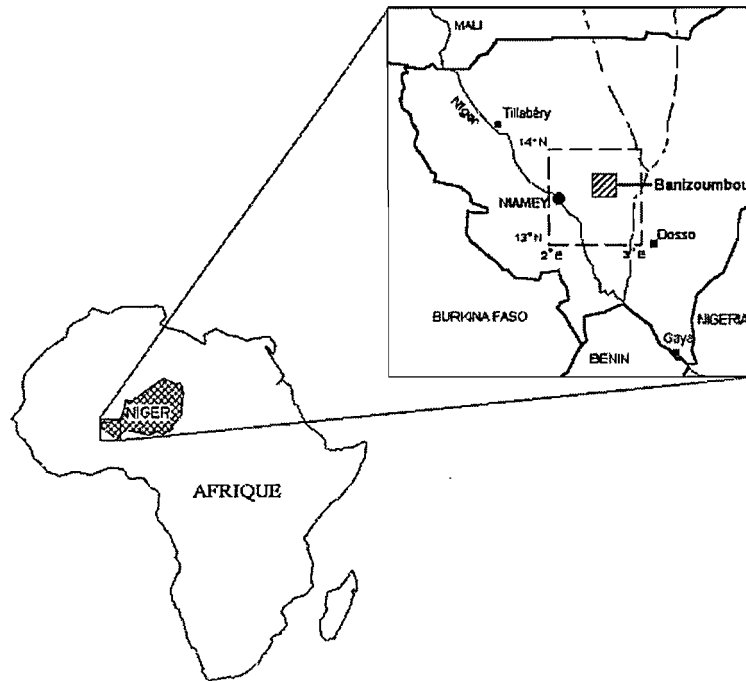 MALI
Niger
Tillabéry
14° N
Banizoumbou
NIAMEY
13° N
Dosso
2° E
3° E
BURKINA FASO
NIGERIA
Gaya
BENIN
NIGER
AFRIQUE